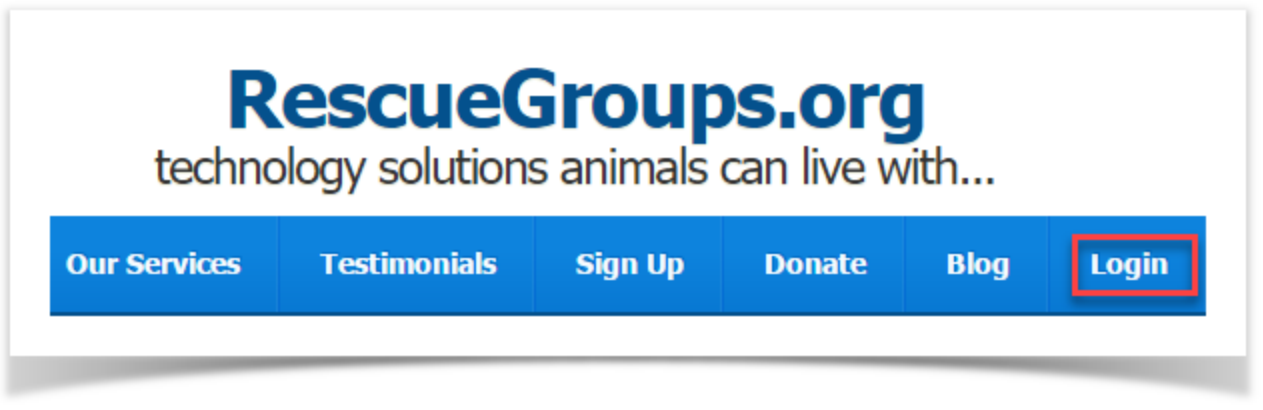 RescueGroups.org
technology solutions animals can live with...
Our Services Testimonials Sign Up Donate Blog Login